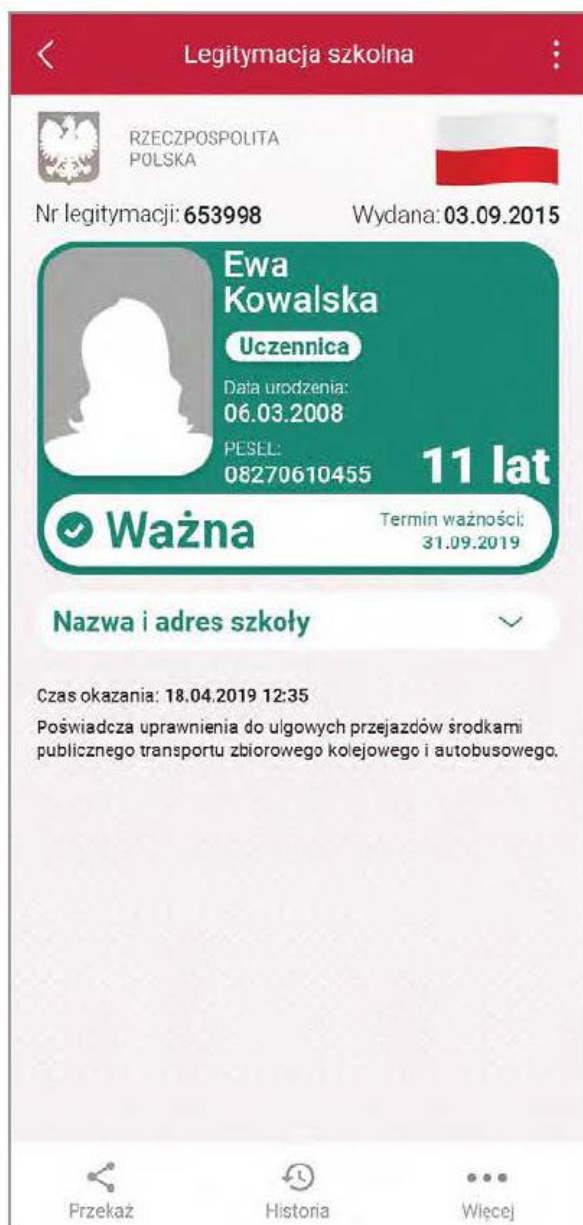 Legitymacja szkolna
RZECZPOSPOLITA
POLSKA
Nr legitymacji: 653998 Wydana: 03.09.2015
Ewa
Kowalska
Uczennica
Data urodzenia:
06.03.2008
PESEL:
08270610455
11 lat
Ważna
Termin ważności:
31.09.2019
Nazwa i adres szkoły
Czas okazania: 18.04.2019 12:35
Poświadcza uprawnienia do ulgowych przejazdów środkami
publicznego transportu zbiorowego kolejowego i autobusowego.
Przekaż Historia Więcej